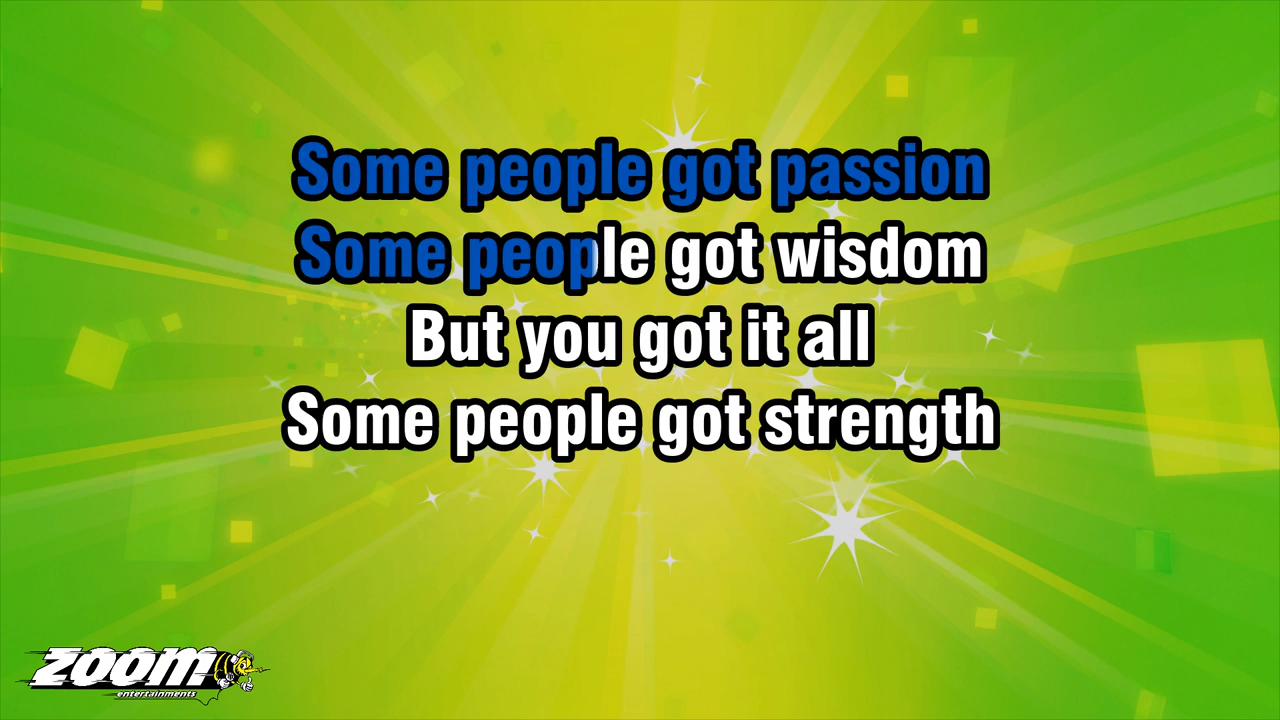 Some people got passion
Some people got wisdom
But you got it all
Some people got strength
zoom
entertainments